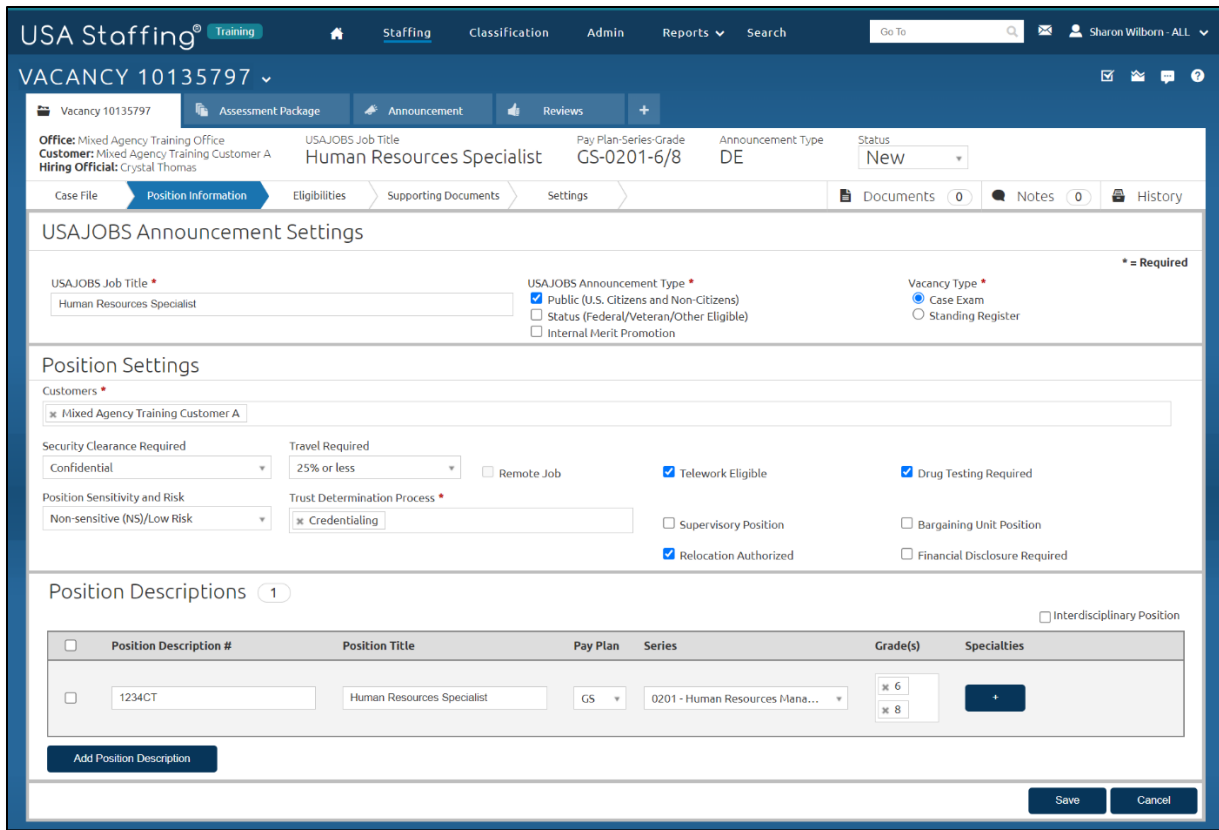 USA Staffing® Training
Staffing Classification Admin Reports Search
Go To
Sharon Wilborn - ALL
VACANCY 10135797
Vacancy 10135797 Assessment Package Announcement Reviews +
Office: Mixed Agency Training Office
Customer: Mixed Agency Training Customer A
Hiring Official: Crystal Thomas
USAJOBS Job Title
Human Resources Specialist
Pay Plan-Series-Grade
GS-0201-6/8
Announcement Type
DE
Status
New
Case File Position Information Eligibilities Supporting Documents Settings
Documents 0 Notes 0 History
USAJOBS Announcement Settings
* = Required
USAJOBS Job Title *
Human Resources Specialist
USAJOBS Announcement Type *
Public (U.S. Citizens and Non-Citizens)
Status (Federal/Veteran/Other Eligible)
Internal Merit Promotion
Vacancy Type *
Case Exam
Standing Register
Position Settings
Customers *
Mixed Agency Training Customer A
Security Clearance Required
Confidential
Travel Required
25% or less
Remote Job
Telework Eligible
Drug Testing Required
Position Sensitivity and Risk
Non-sensitive (NS)/Low Risk
Trust Determination Process *
Credentialing
Supervisory Position
Bargaining Unit Position
Relocation Authorized
Financial Disclosure Required
Position Descriptions 1
Interdisciplinary Position
Position Description # Position Title Pay Plan Series Grade(s) Specialties
1234CT Human Resources Specialist GS 0201 - Human Resources Mana... 6 +
8
Add Position Description
Save Cancel